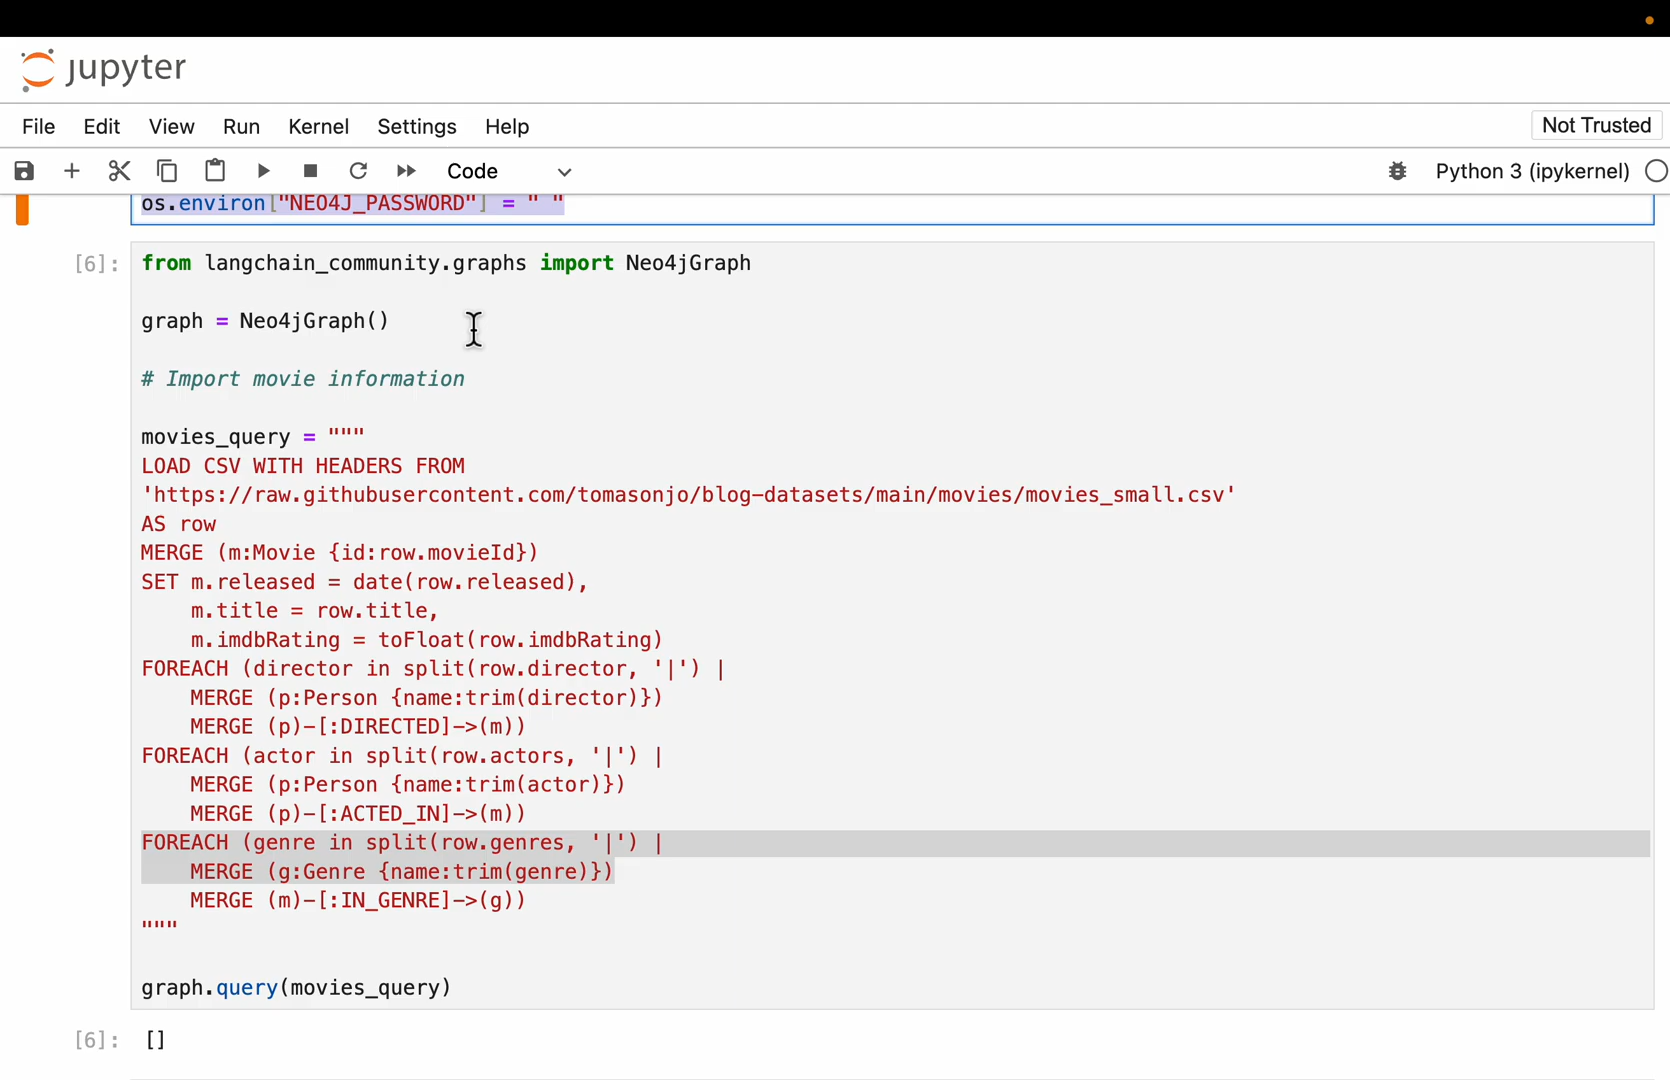 jupyter
File Edit View Run Kernel Settings Help
Not Trusted
Code
Python 3 (ipykernel)
os.environ["NEO4J_PASSWORD"] = " "
[6]: from langchain_community.graphs import Neo4jGraph
graph = Neo4jGraph()
# Import movie information
movies_query = """
LOAD CSV WITH HEADERS FROM
'https://raw.githubusercontent.com/tomasonjo/blog-datasets/main/movies/movies_small.csv'
AS row
MERGE (m:Movie {id:row.movieId})
SET m.released = date(row.released),
    m.title = row.title,
    m.imdbRating = toFloat(row.imdbRating)
FOREACH (director in split(row.director, '|') |
    MERGE (p:Person {name:trim(director)})
    MERGE (p)-[:DIRECTED]->(m))
FOREACH (actor in split(row.actors, '|') |
    MERGE (p:Person {name:trim(actor)})
    MERGE (p)-[:ACTED_IN]->(m))
FOREACH (genre in split(row.genres, '|') |
    MERGE (g:Genre {name:trim(genre)})
    MERGE (m)-[:IN_GENRE]->(g))
"""
graph.query(movies_query)
[6]: []